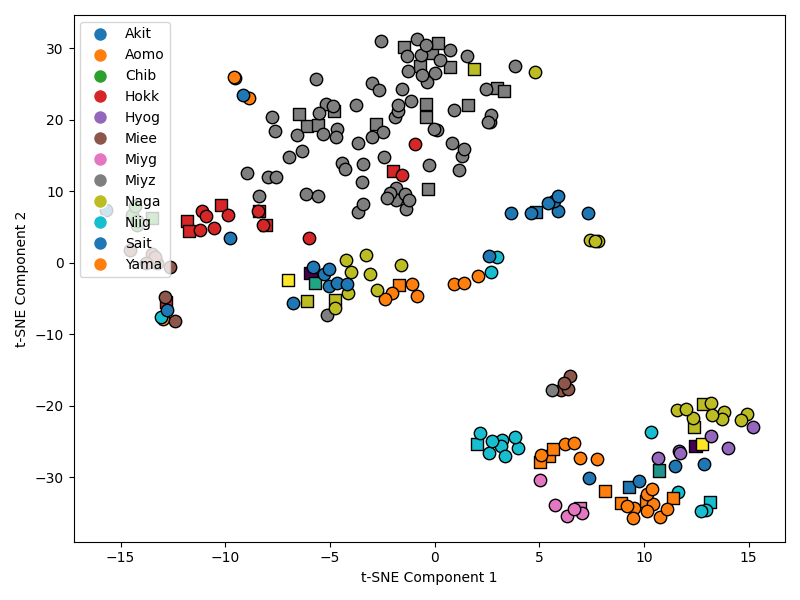 Akit
Aomo
Chib
Hokk
Hyog
Miee
Miyg
Miyz
Naga
Niig
Sait
Yama
30
20
10
0
−10
−20
−30
t-SNE Component 2
−15
−10
−5
0
5
10
15
t-SNE Component 1